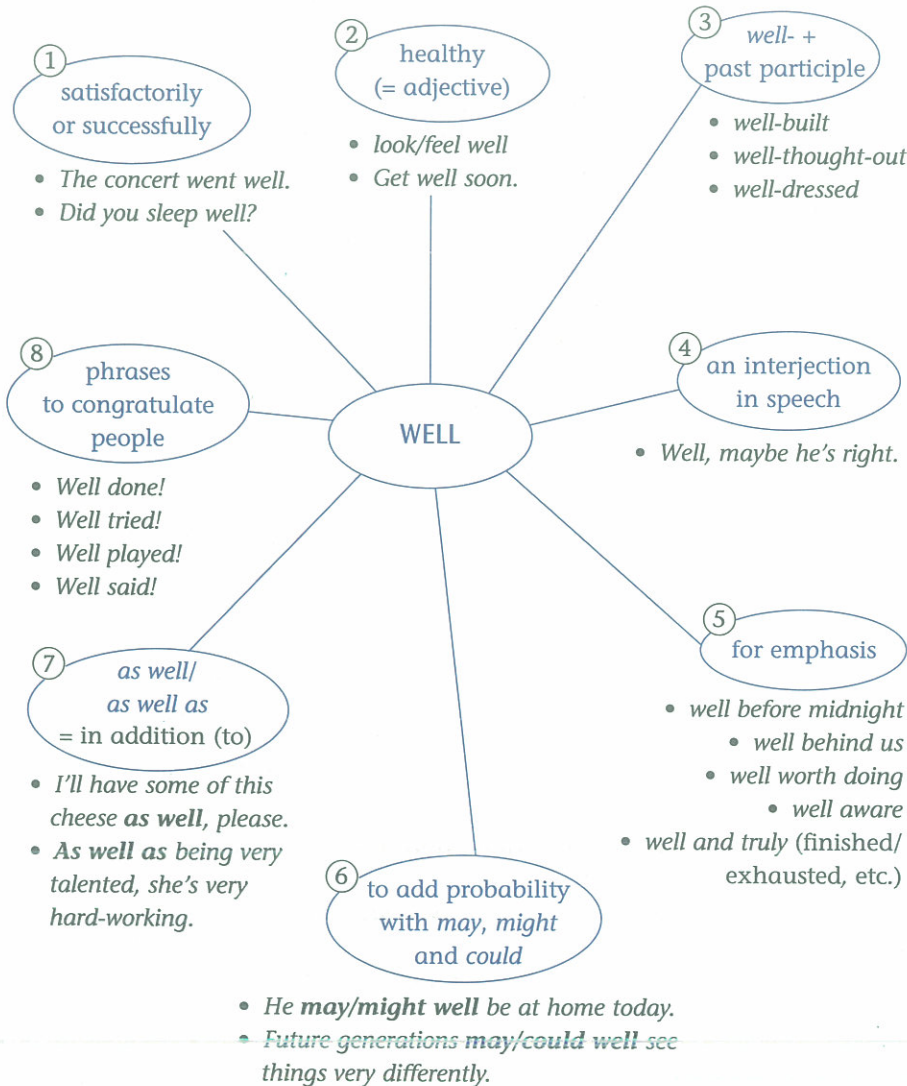 1
satisfactorily
or successfully
• The concert went well.
• Did you sleep well?
2
healthy
(= adjective)
• look/feel well
• Get well soon.
3
well- +
past participle
• well-built
• well-thought-out
• well-dressed
8
phrases
to congratulate
people
• Well done!
• Well tried!
• Well played!
• Well said!
WELL
4
an interjection
in speech
• Well, maybe he's right.
5
for emphasis
• well before midnight
• well behind us
• well worth doing
• well aware
• well and truly (finished/
exhausted, etc.)
7
as well/
as well as
= in addition (to)
• I'll have some of this
cheese as well, please.
• As well as being very
talented, she's very
hard-working.
6
to add probability
with may, might
and could
• He may/might well be at home today.
• Future generations may/could well see
things very differently.